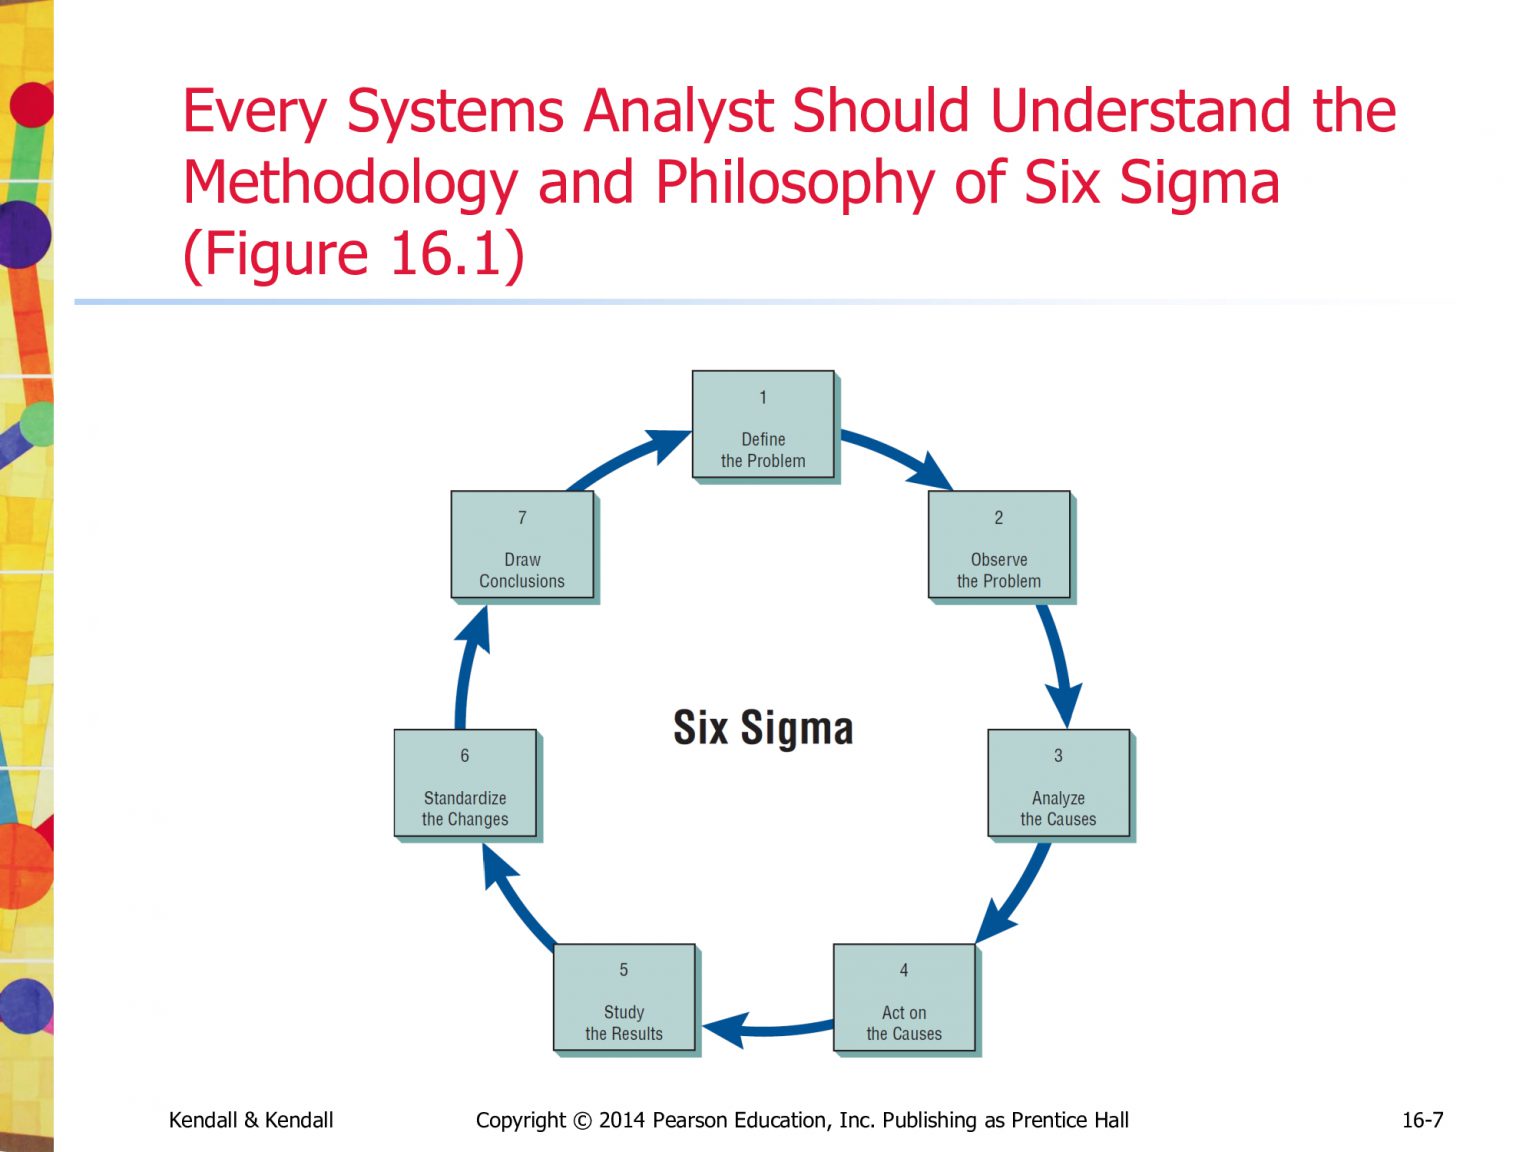 Every Systems Analyst Should Understand the
Methodology and Philosophy of Six Sigma
(Figure 16.1)
1
Define
the Problem
2
Observe
the Problem
3
Analyze
the Causes
4
Act on
the Causes
5
Study
the Results
6
Standardize
the Changes
7
Draw
Conclusions
Six Sigma
Kendall & Kendall
Copyright © 2014 Pearson Education, Inc. Publishing as Prentice Hall
16-7